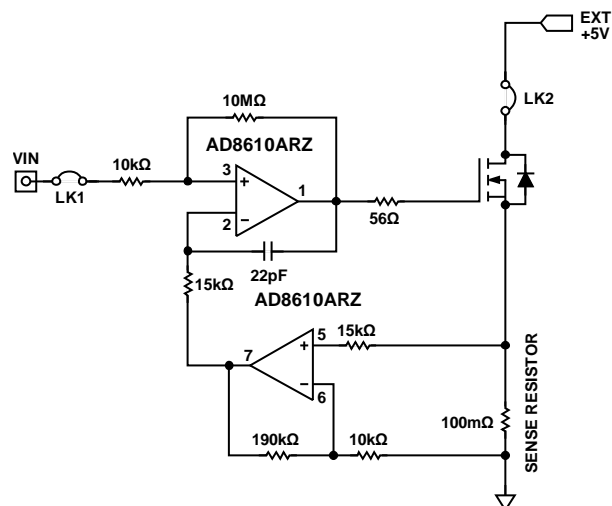 EXT
+5V
LK2
10MΩ
AD8610ARZ
VIN
LK1
10kΩ
3
+
1
−
2
56Ω
22pF
15kΩ
AD8610ARZ
7
5
+
15kΩ
−
6
190kΩ
10kΩ
100mΩ
SENSE RESISTOR